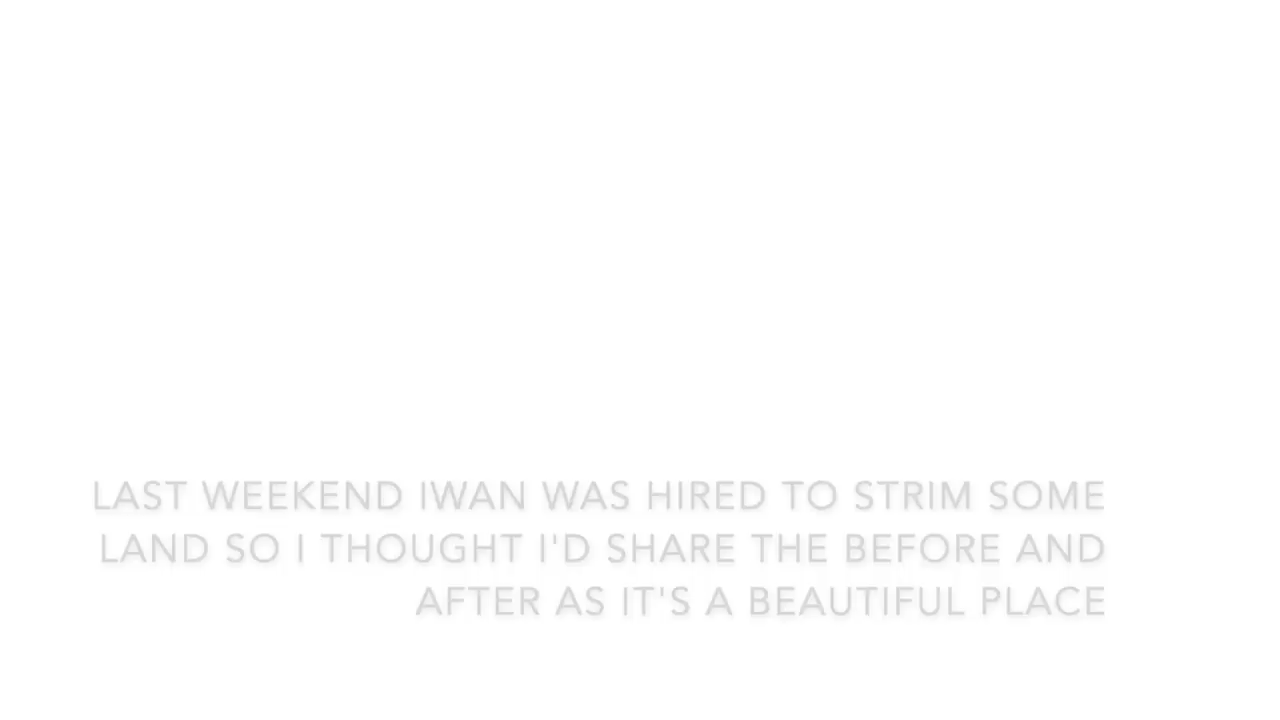 LAST WEEKEND IWAN WAS HIRED TO STRIM SOME
LAND SO I THOUGHT I'D SHARE THE BEFORE AND
AFTER AS IT'S A BEAUTIFUL PLACE